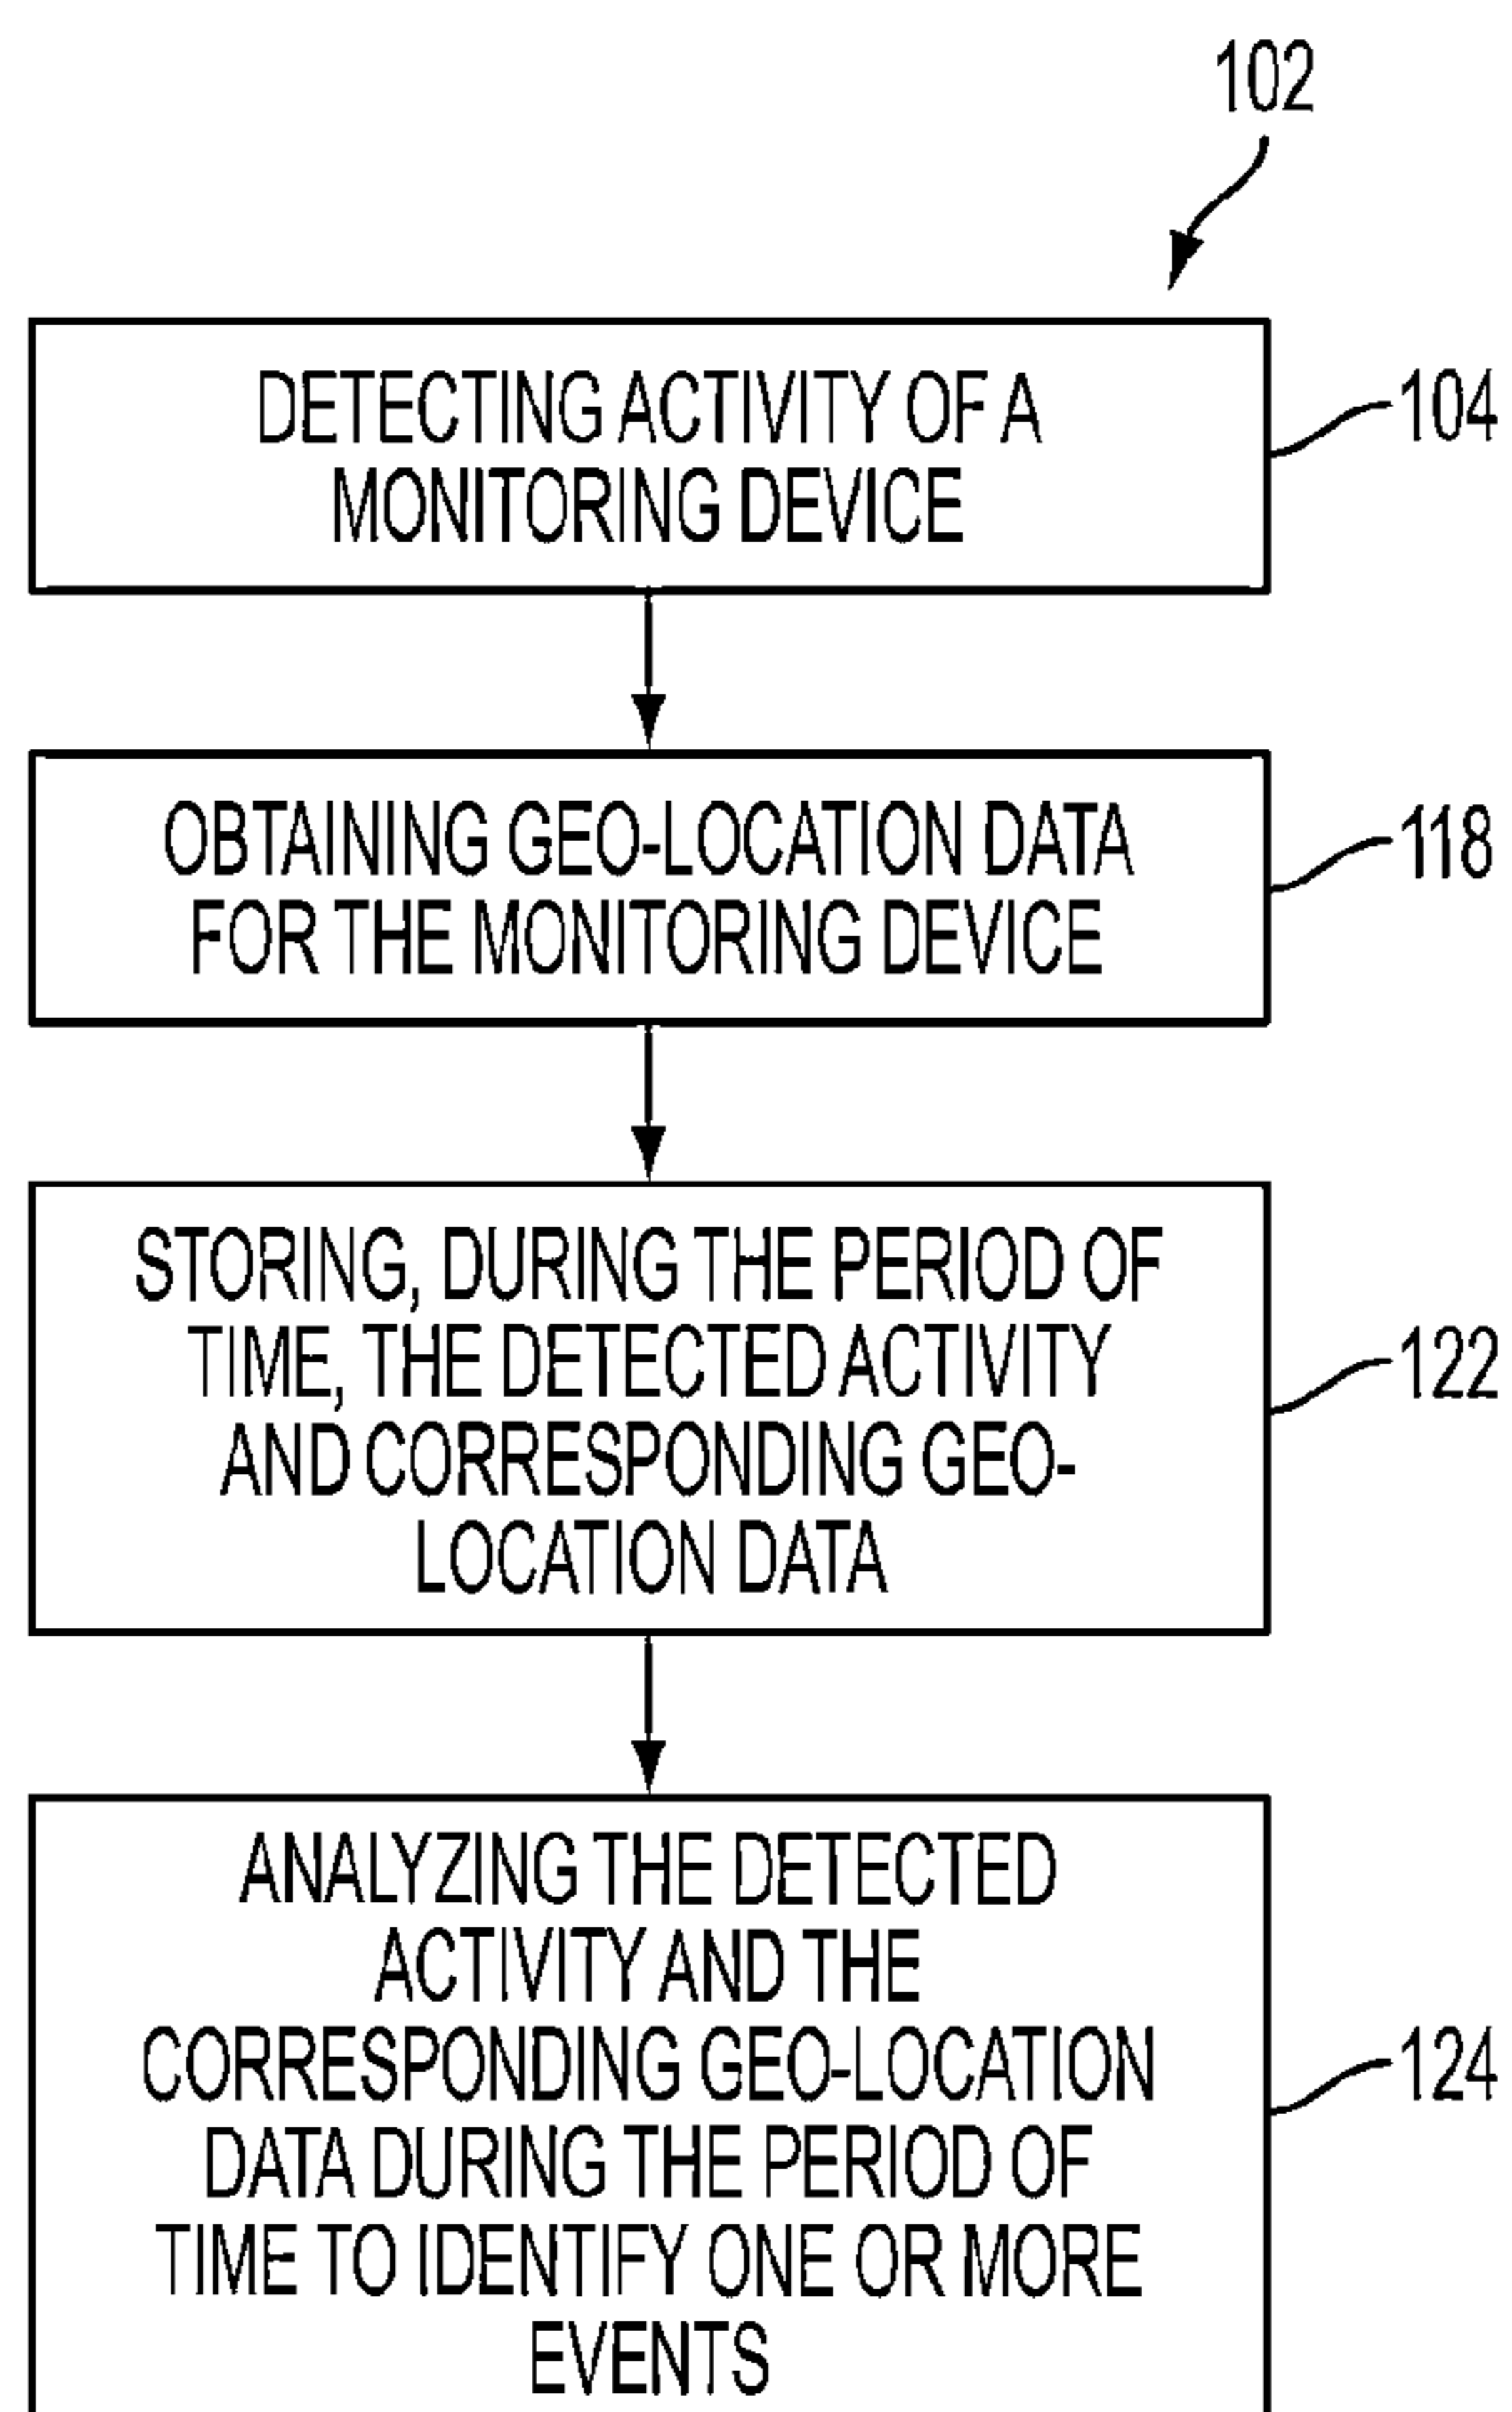 102
DETECTING ACTIVITY OF A
MONITORING DEVICE
104
OBTAINING GEO-LOCATION DATA
FOR THE MONITORING DEVICE
118
STORING, DURING THE PERIOD OF
TIME, THE DETECTED ACTIVITY
AND CORRESPONDING GEO-
LOCATION DATA
122
ANALYZING THE DETECTED
ACTIVITY AND THE
CORRESPONDING GEO-LOCATION
DATA DURING THE PERIOD OF
TIME TO IDENTIFY ONE OR MORE
EVENTS
124